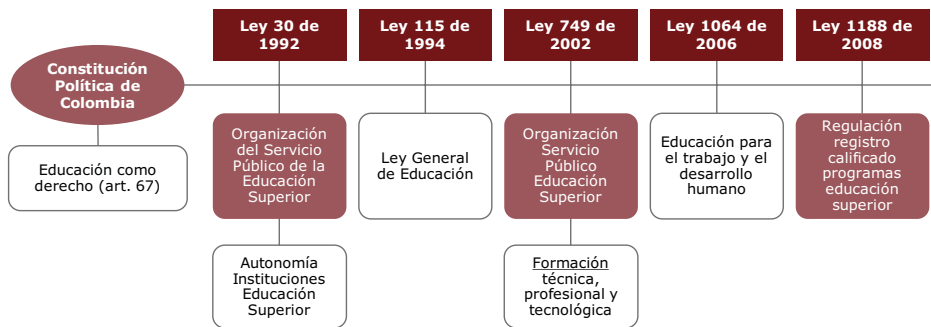 Constitución
Política de
Colombia
Educación como
derecho (art. 67)
Ley 30 de
1992
Organización
del Servicio
Público de la
Educación
Superior
Autonomía
Instituciones
Educación
Superior
Ley 115 de
1994
Ley General
de Educación
Ley 749 de
2002
Organización
Servicio
Público
Educación
Superior
Formación
técnica,
profesional y
tecnológica
Ley 1064 de
2006
Educación para
el trabajo y el
desarrollo
humano
Ley 1188 de
2008
Regulación
registro
calificado
programas
educación
superior